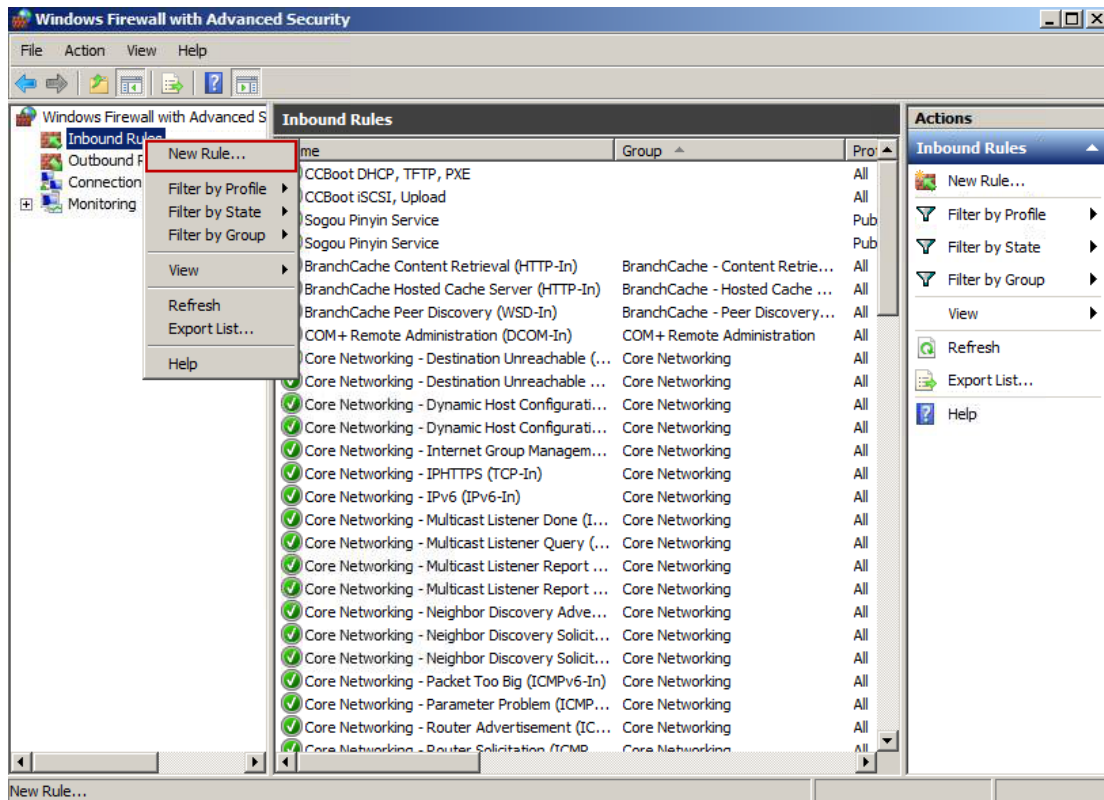 Windows Firewall with Advanced Security
File Action View Help
Windows Firewall with Advanced S
Inbound Rules
Outbound R
Connection
Monitoring
New Rule...
Filter by Profile
Filter by State
Filter by Group
View
Refresh
Export List...
Help
Inbound Rules
me Group Pro
CCBoot DHCP, TFTP, PXE All
CCBoot iSCSI, Upload All
Sogou Pinyin Service Pub
Sogou Pinyin Service Pub
BranchCache Content Retrieval (HTTP-In) BranchCache - Content Retrie... All
BranchCache Hosted Cache Server (HTTP-In) BranchCache - Hosted Cache ... All
BranchCache Peer Discovery (WSD-In) BranchCache - Peer Discovery... All
COM+ Remote Administration (DCOM-In) COM+ Remote Administration All
Core Networking - Destination Unreachable (... Core Networking All
Core Networking - Destination Unreachable ... Core Networking All
Core Networking - Dynamic Host Configurati... Core Networking All
Core Networking - Dynamic Host Configurati... Core Networking All
Core Networking - Internet Group Managem... Core Networking All
Core Networking - IPHTTPS (TCP-In) Core Networking All
Core Networking - IPv6 (IPv6-In) Core Networking All
Core Networking - Multicast Listener Done (I... Core Networking All
Core Networking - Multicast Listener Query (... Core Networking All
Core Networking - Multicast Listener Report ... Core Networking All
Core Networking - Multicast Listener Report ... Core Networking All
Core Networking - Neighbor Discovery Adve... Core Networking All
Core Networking - Neighbor Discovery Solicit... Core Networking All
Core Networking - Neighbor Discovery Solicit... Core Networking All
Core Networking - Packet Too Big (ICMPv6-In) Core Networking All
Core Networking - Parameter Problem (ICMP... Core Networking All
Core Networking - Router Advertisement (IC... Core Networking All
Core Networking - Router Solicitation (ICMP Core Networking All
Actions
Inbound Rules
New Rule...
Filter by Profile
Filter by State
Filter by Group
View
Refresh
Export List...
Help
New Rule...